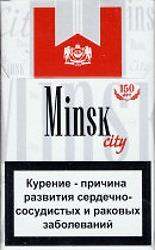 150
Minsk
city
Курение - причина
развития сердечно-
сосудистых и раковых
заболеваний